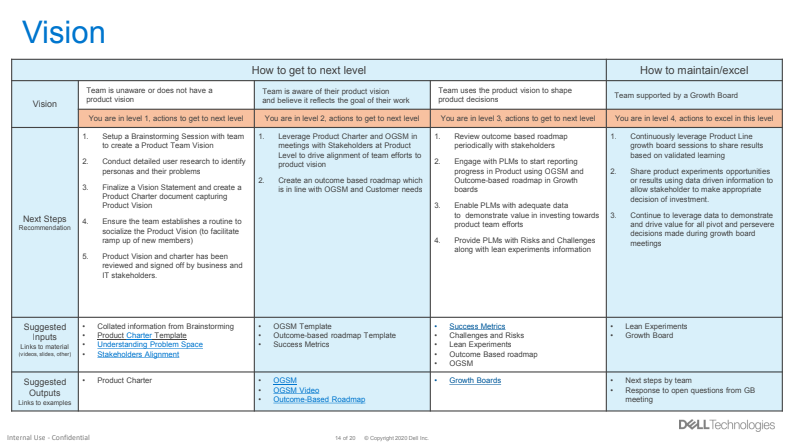 Vision
How to get to next level
How to maintain/excel
Vision
Team is unaware or does not have a
product vision
Team is aware of their product vision
and believe it reflects the goal of their work
Team uses the product vision to shape
product decisions
Team supported by a Growth Board
You are in level 1, actions to get to next level
You are in level 2, actions to get to next level
You are in level 3, actions to get to next level
You are in level 4, actions to excel in this level
Next Steps
Recommendation
1. Setup a Brainstorming Session with team
to create a Product Team Vision
2. Conduct detailed user research to identify
personas and their problems
3. Finalize a Vision Statement and create a
Product Charter document capturing
Product Vision
4. Ensure the team establishes a routine to
socialize the Product Vision (to facilitate
ramp up of new members)
5. Product Vision and charter has been
reviewed and signed off by business and
IT stakeholders.
1. Leverage Product Charter and OGSM in
meetings with Stakeholders at Product
Level to drive alignment of team efforts to
product vision
2. Create an outcome based roadmap which
is in line with OGSM and Customer needs
1. Review outcome based roadmap
periodically with stakeholders
2. Engage with PLMs to start reporting
progress in Product using OGSM and
Outcome-based roadmap in Growth
boards
3. Enable PLMs with adequate data
to demonstrate value in investing towards
product team efforts
4. Provide PLMs with Risks and Challenges
along with lean experiments information
1. Continuously leverage Product Line
growth board sessions to share results
based on validated learning
2. Share product experiments opportunities
or results using data driven information to
allow stakeholder to make appropriate
decision of investment.
3. Continue to leverage data to demonstrate
and drive value for all pivot and persevere
decisions made during growth board
meetings
Suggested
Inputs
Links to material
(videos, slides, other)
• Collated information from Brainstorming
• Product Charter Template
• Understanding Problem Space
• Stakeholders Alignment
• OGSM Template
• Outcome-based roadmap Template
• Success Metrics
• Success Metrics
• Challenges and Risks
• Lean Experiments
• Outcome Based roadmap
• OGSM
• Lean Experiments
• Growth Board
Suggested
Outputs
Links to examples
• Product Charter
• OGSM
• OGSM Video
• Outcome-Based Roadmap
• Growth Boards
• Next steps by team
• Response to open questions from GB
meeting
DELLTechnologies
Internal Use - Confidential
14 of 20 © Copyright 2020 Dell Inc.